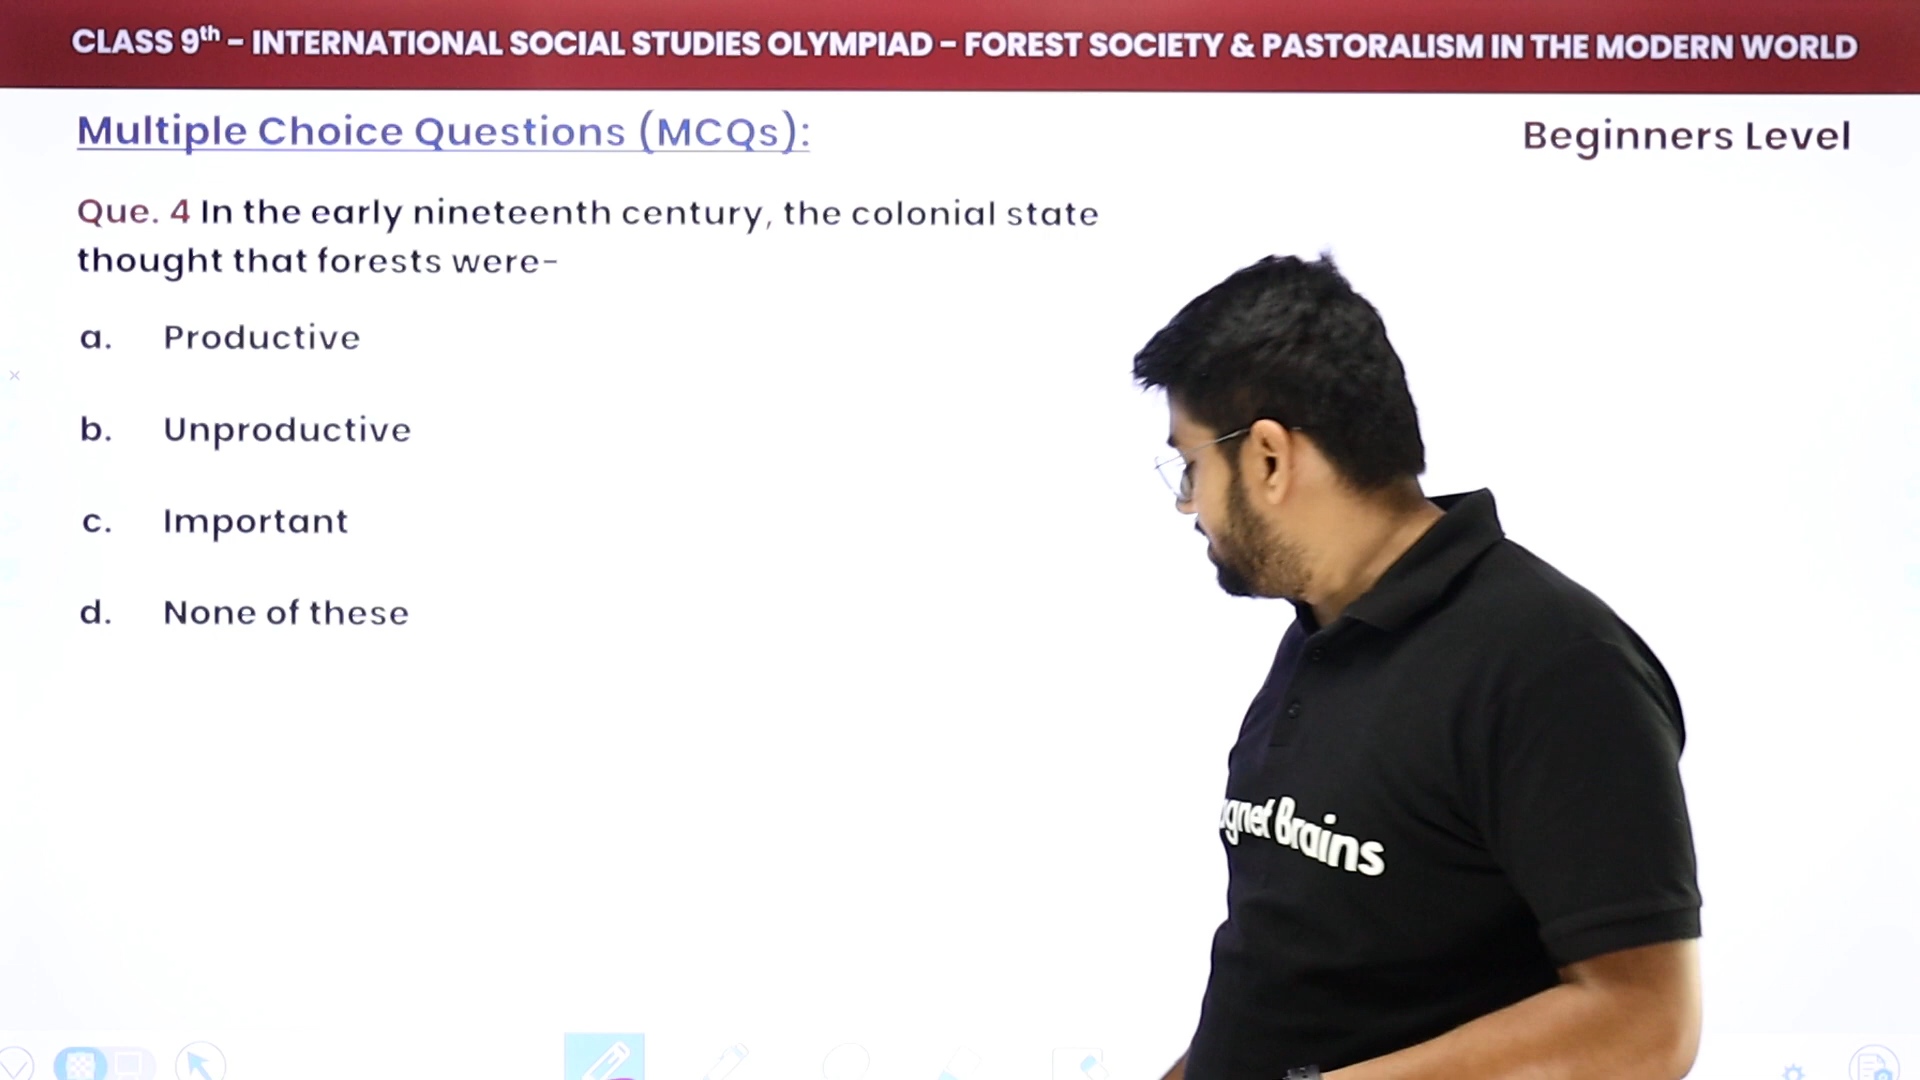 CLASS 9th – INTERNATIONAL SOCIAL STUDIES OLYMPIAD – FOREST SOCIETY & PASTORALISM IN THE MODERN WORLD
Multiple Choice Questions (MCQs):
Beginners Level
Que. 4 In the early nineteenth century, the colonial state
thought that forests were-
a. Productive
b. Unproductive
c. Important
d. None of these
gnet Brains